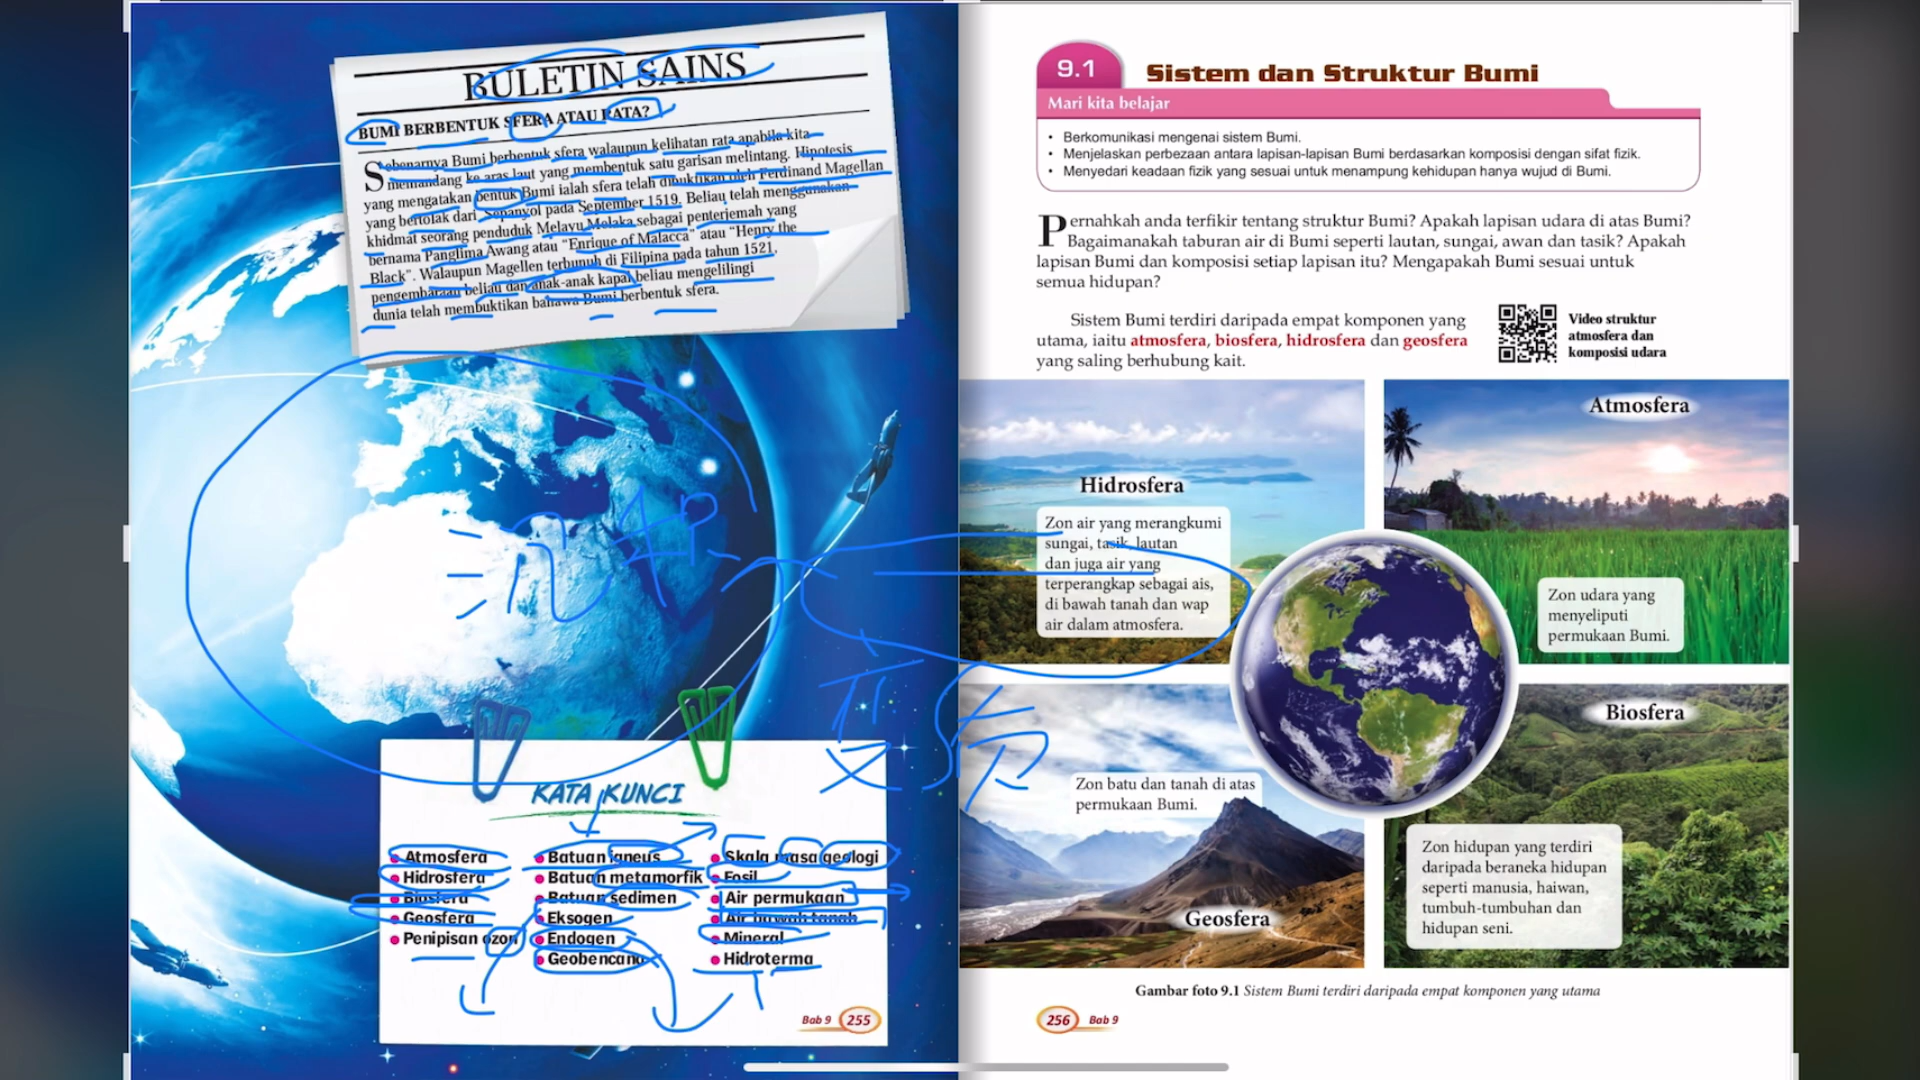 BULETIN SAINS
BUMI BERBENTUK SFERA ATAU RATA?
Sebenarnya Bumi berbentuk sfera walaupun kelihatan rata apabila kita
memandang ke aras laut yang membentuk satu garisan melintang. Hipotesis
yang mengatakan bentuk Bumi ialah sfera telah dibuktikan oleh Ferdinand Magellan
yang bertolak dari Sepanyol pada September 1519. Beliau telah menggunakan
khidmat seorang penduduk Melayu Melaka sebagai penterjemah yang
bernama Panglima Awang atau "Enrique of Malacca" atau "Henry the
Black". Walaupun Magellen terbunuh di Filipina pada tahun 1521,
pengembaraan beliau dan anak-anak kapal beliau mengelilingi
dunia telah membuktikan bahawa Bumi berbentuk sfera.
KATA KUNCI
• Atmosfera
• Hidrosfera
• Biosfera
• Geosfera
• Penipisan ozon
• Batuan igneus
• Batuan metamorfik
• Batuan sedimen
• Eksogen
• Endogen
• Geobencana
• Skala masa geologi
• Fosil
• Air permukaan
• Air bawah tanah
• Mineral
• Hidroterma
Bab 9 255
9.1 Sistem dan Struktur Bumi
Mari kita belajar
• Berkomunikasi mengenai sistem Bumi.
• Menjelaskan perbezaan antara lapisan-lapisan Bumi berdasarkan komposisi dengan sifat fizik.
• Menyedari keadaan fizik yang sesuai untuk menampung kehidupan hanya wujud di Bumi.
Pernahkah anda terfikir tentang struktur Bumi? Apakah lapisan udara di atas Bumi?
Bagaimanakah taburan air di Bumi seperti lautan, sungai, awan dan tasik? Apakah
lapisan Bumi dan komposisi setiap lapisan itu? Mengapakah Bumi sesuai untuk
semua hidupan?
Sistem Bumi terdiri daripada empat komponen yang
utama, iaitu atmosfera, biosfera, hidrosfera dan geosfera
yang saling berhubung kait.
Video struktur
atmosfera dan
komposisi udara
Hidrosfera
Zon air yang merangkumi
sungai, tasik, lautan
dan juga air yang
terperangkap sebagai ais,
di bawah tanah dan wap
air dalam atmosfera.
Atmosfera
Zon udara yang
menyeliputi
permukaan Bumi.
Zon batu dan tanah di atas
permukaan Bumi.
Geosfera
Biosfera
Zon hidupan yang terdiri
daripada beraneka hidupan
seperti manusia, haiwan,
tumbuh-tumbuhan dan
hidupan seni.
Gambar foto 9.1 Sistem Bumi terdiri daripada empat komponen yang utama
256 Bab 9